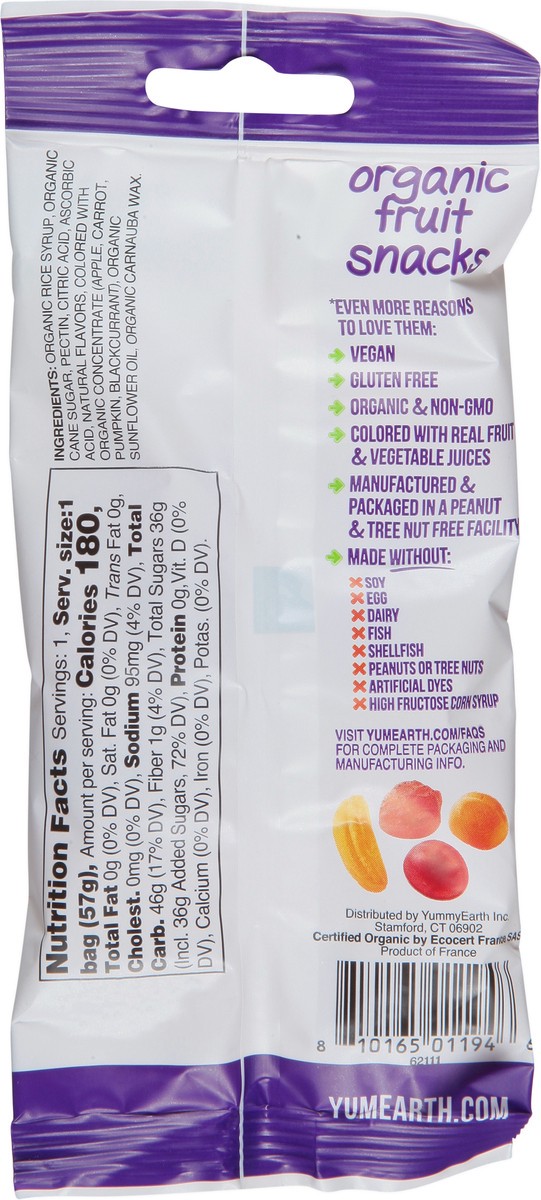 INGREDIENTS: ORGANIC RICE SYRUP, ORGANIC
CANE SUGAR, PECTIN, CITRIC ACID, ASCORBIC
ACID, NATURAL FLAVORS, COLORED WITH
ORGANIC CONCENTRATE (APPLE, CARROT,
PUMPKIN, BLACKCURRANT), ORGANIC
SUNFLOWER OIL. ORGANIC CARNAUBA WAX.
Nutrition Facts Servings: 1, Serv. size:1
bag (57g), Amount per serving: Calories 180,
Total Fat 0g (0% DV), Sat. Fat 0g (0% DV), Trans Fat 0g,
Cholest. 0mg (0% DV), Sodium 95mg (4% DV), Total
Carb. 46g (17% DV), Fiber 1g (4% DV), Total Sugars 36g
(Incl. 36g Added Sugars, 72% DV), Protein 0g, Vit. D (0%
DV), Calcium (0% DV), Iron (0% DV), Potas. (0% DV).
organic
fruit
snacks
*EVEN MORE REASONS
TO LOVE THEM:
VEGAN
GLUTEN FREE
ORGANIC & NON-GMO
COLORED WITH REAL FRUIT
& VEGETABLE JUICES
MANUFACTURED &
PACKAGED IN A PEANUT
& TREE NUT FREE FACILITY
MADE WITHOUT:
SOY
EGG
DAIRY
FISH
SHELLFISH
PEANUTS OR TREE NUTS
ARTIFICIAL DYES
HIGH FRUCTOSE CORN SYRUP
VISIT YUMEARTH.COM/FAQS
FOR COMPLETE PACKAGING AND
MANUFACTURING INFO.
Distributed by YummyEarth Inc.
Stamford, CT 06902
Certified Organic by Ecocert France SAS
Product of France
8 10165 01194 6
62111
YUMEARTH.COM